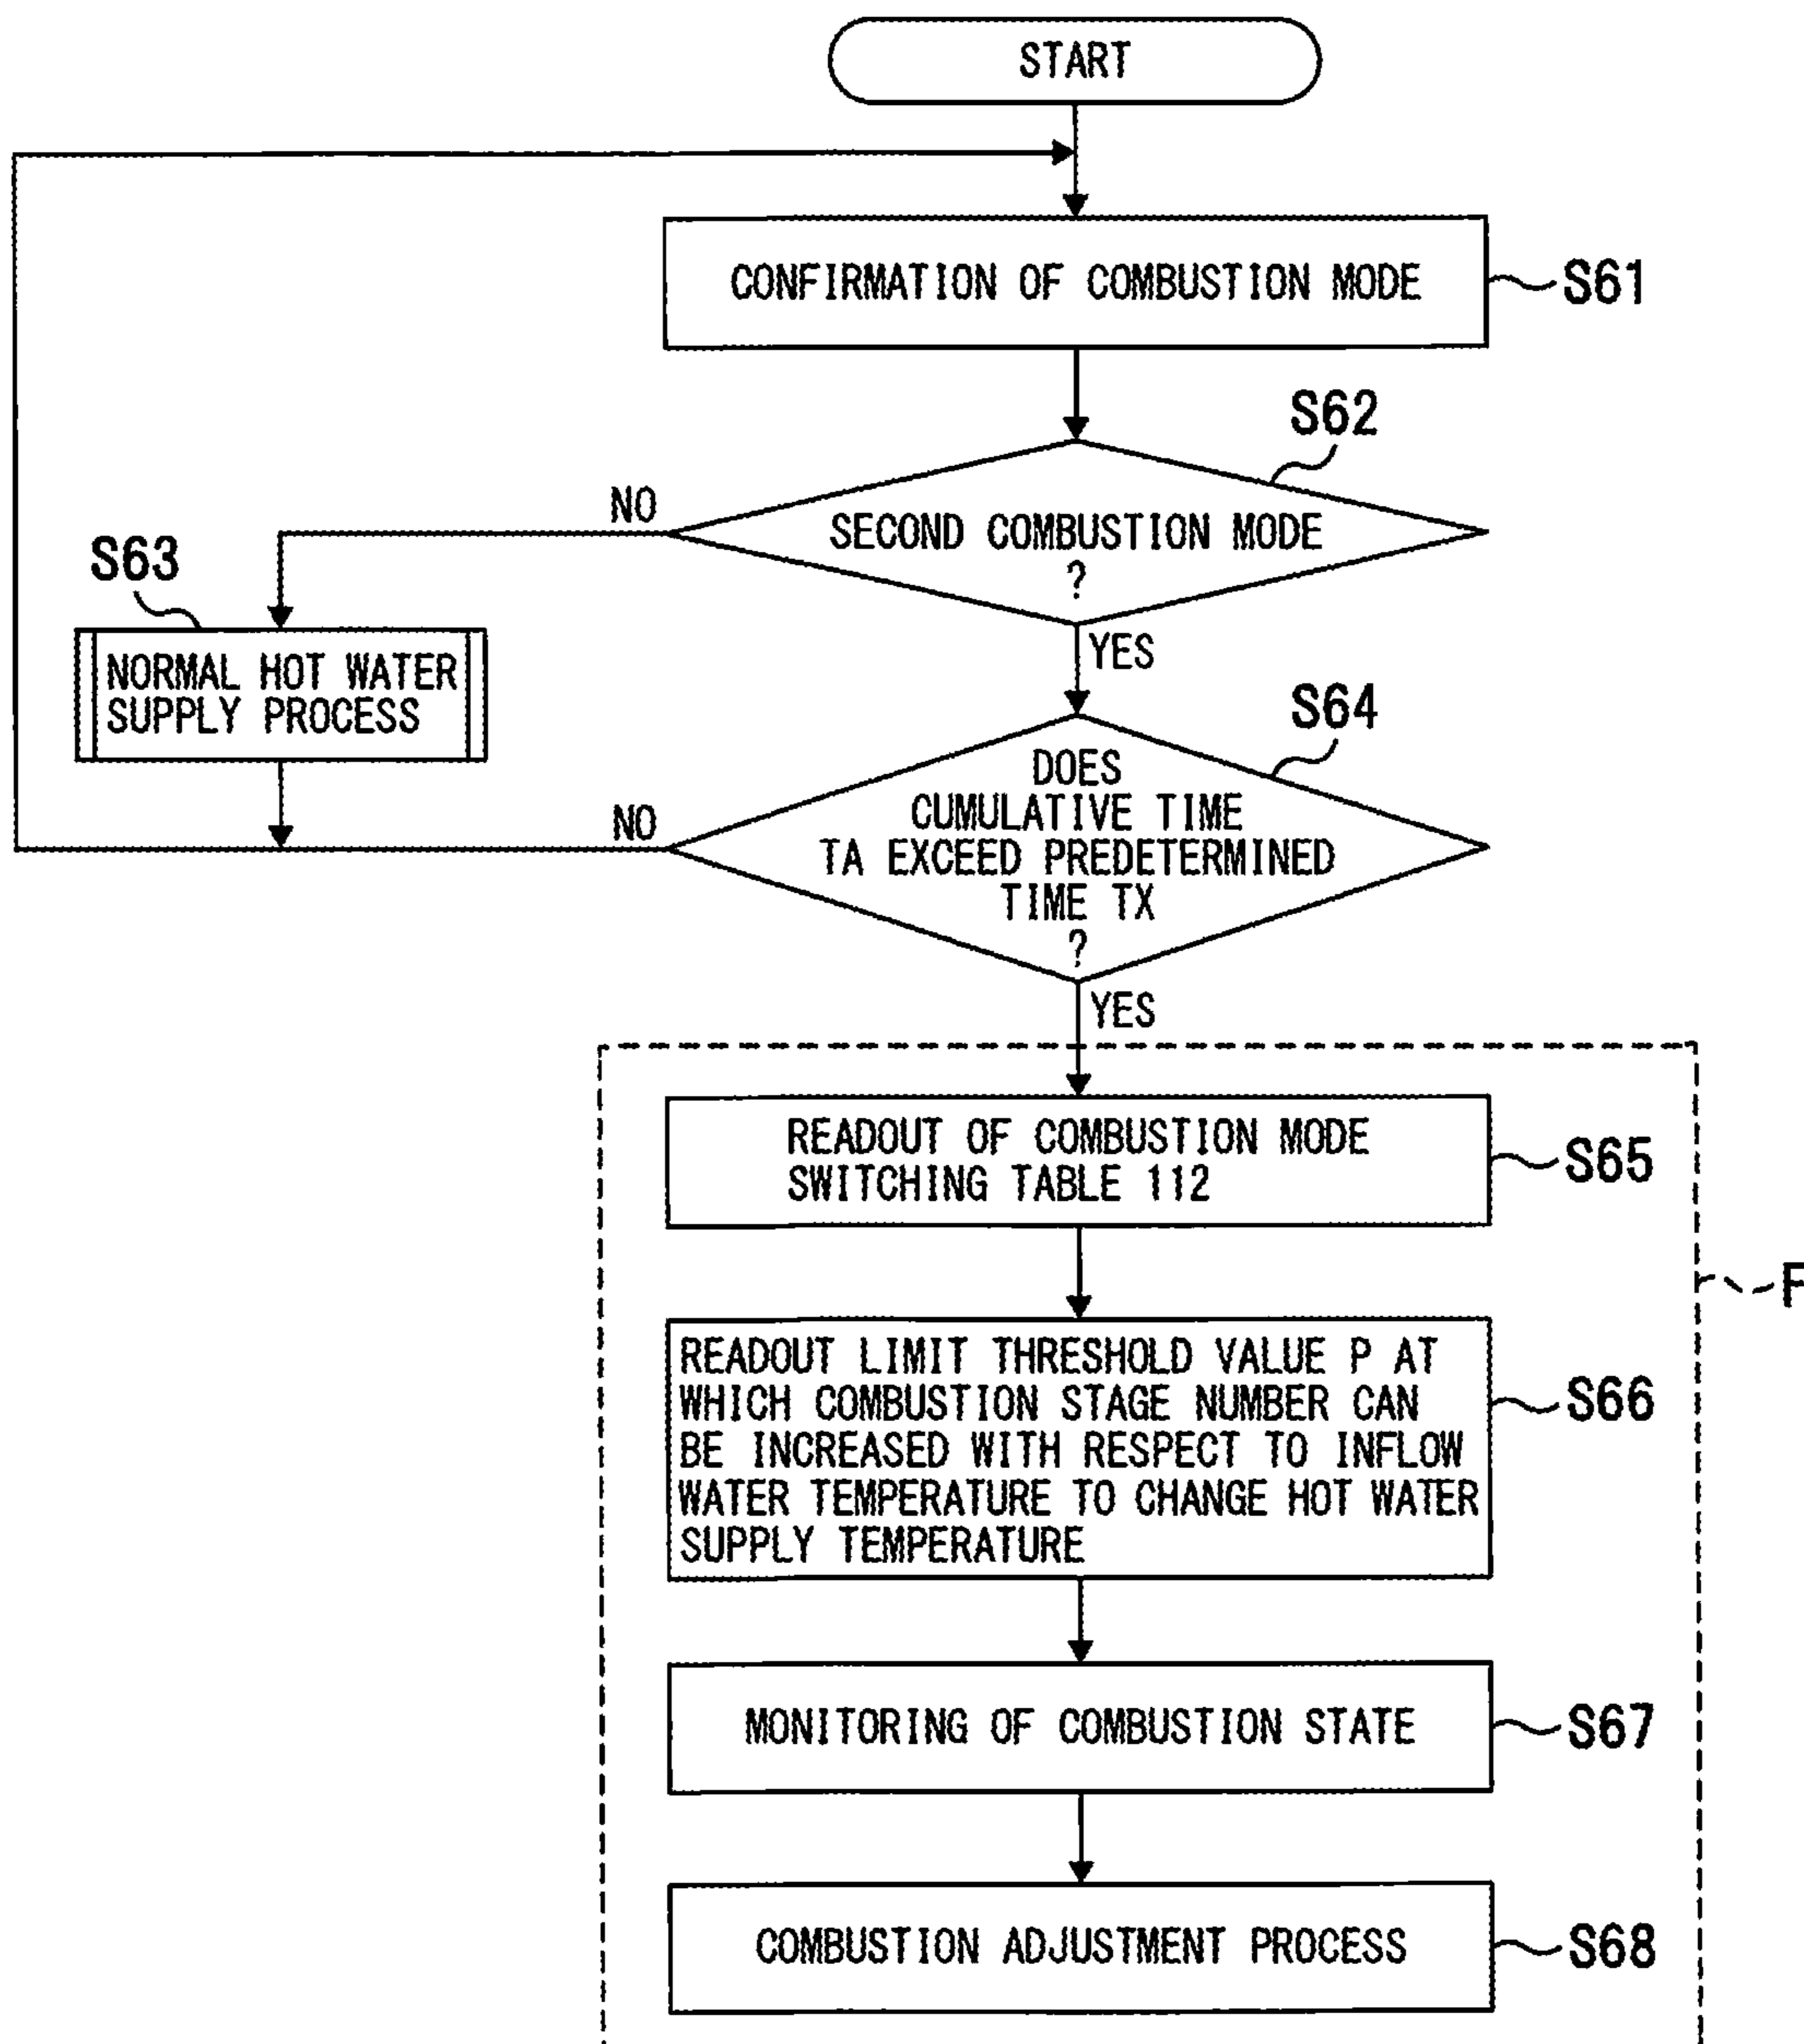 START
CONFIRMATION OF COMBUSTION MODE
S61
S62
NO
SECOND COMBUSTION MODE
?
S63
YES
NORMAL HOT WATER
SUPPLY PROCESS
S64
DOES
CUMULATIVE TIME
TA EXCEED PREDETERMINED
TIME TX
?
NO
YES
READOUT OF COMBUSTION MODE
SWITCHING TABLE 112
S65
READOUT LIMIT THRESHOLD VALUE P AT
WHICH COMBUSTION STAGE NUMBER CAN
BE INCREASED WITH RESPECT TO INFLOW
WATER TEMPERATURE TO CHANGE HOT WATER
SUPPLY TEMPERATURE
S66
MONITORING OF COMBUSTION STATE
S67
COMBUSTION ADJUSTMENT PROCESS
S68